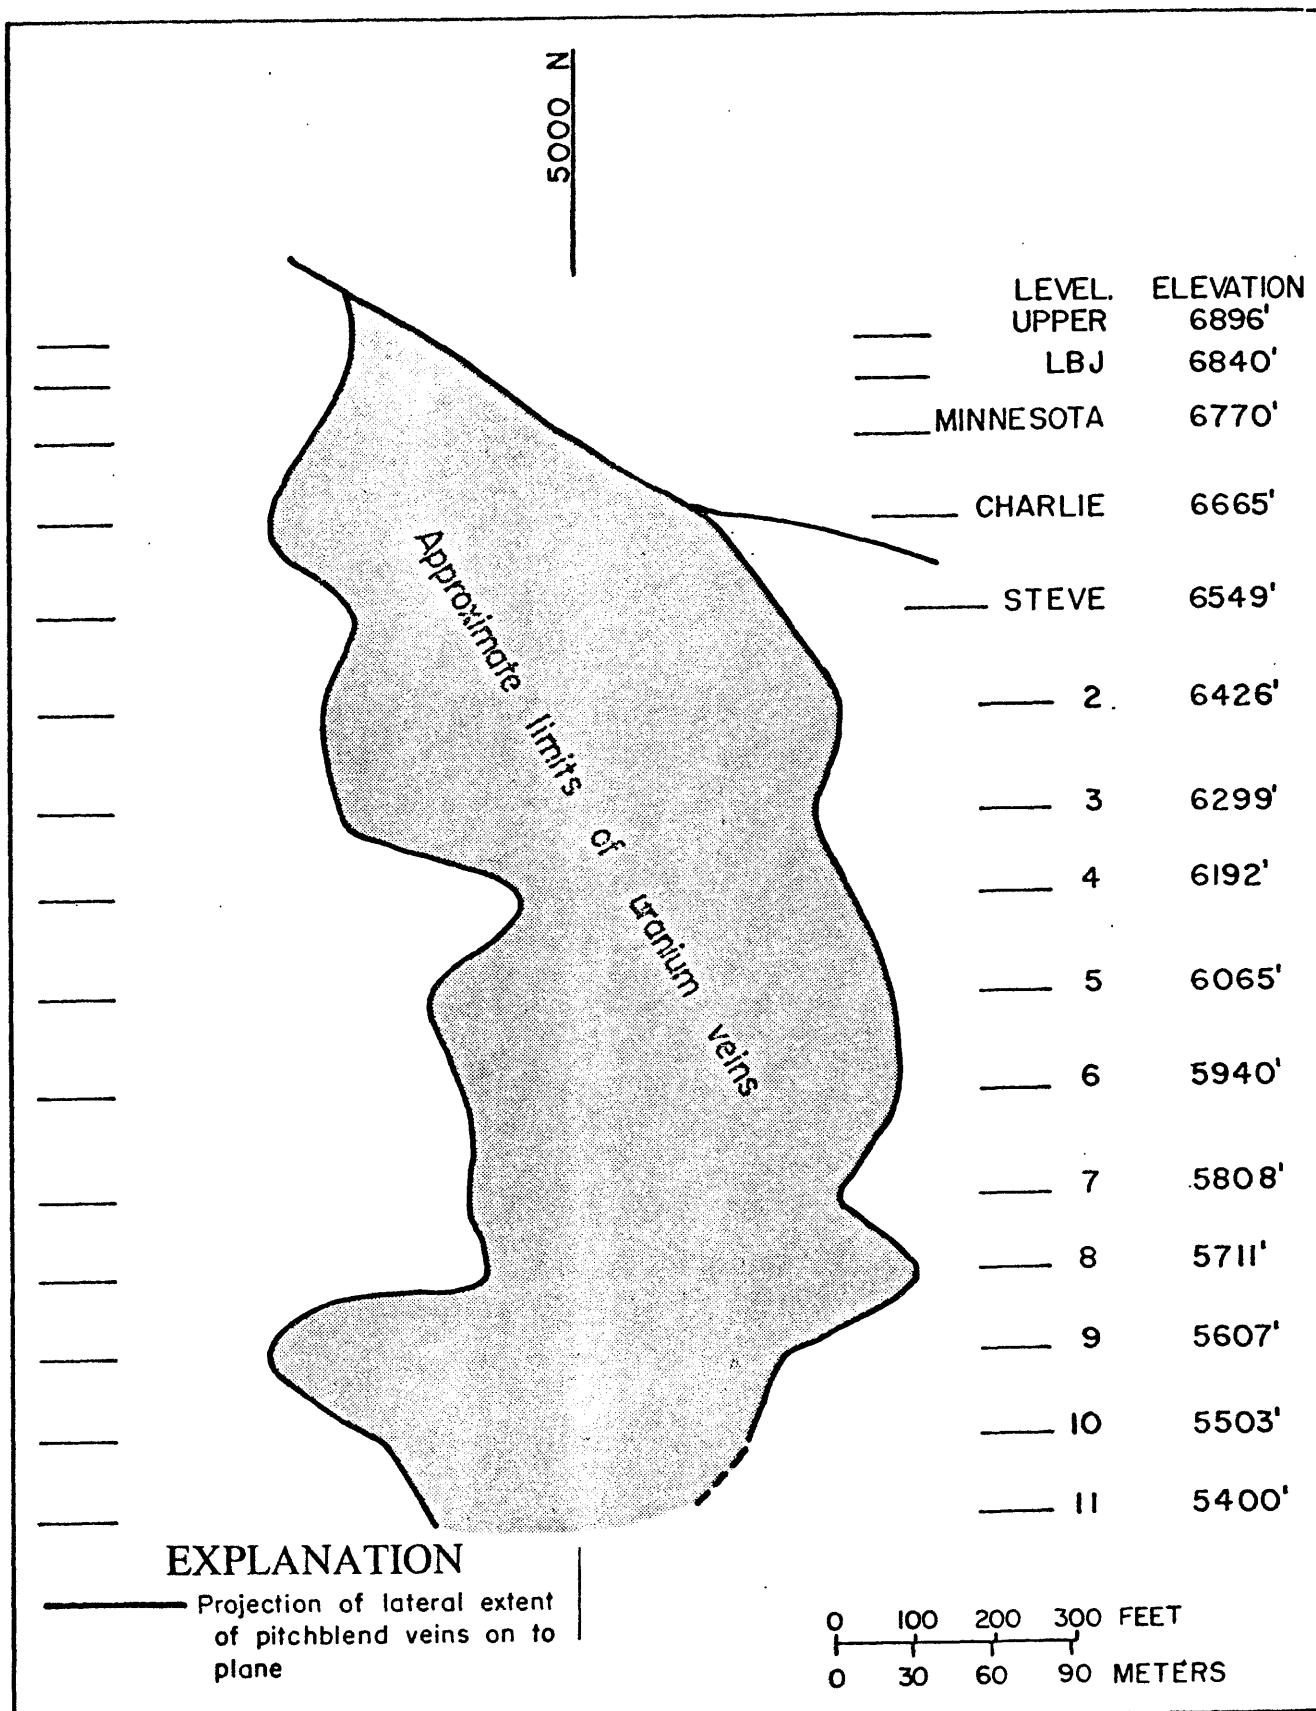 5000 N
LEVEL. ELEVATION
UPPER 6896'
LBJ 6840'
MINNESOTA 6770'
CHARLIE 6665'
STEVE 6549'
2 6426'
3 6299'
4 6192'
5 6065'
6 5940'
7 5808'
8 5711'
9 5607'
10 5503'
11 5400'
Approximate limits of uranium veins
EXPLANATION
Projection of lateral extent
of pitchblend veins on to
plane
0 100 200 300 FEET
0 30 60 90 METERS